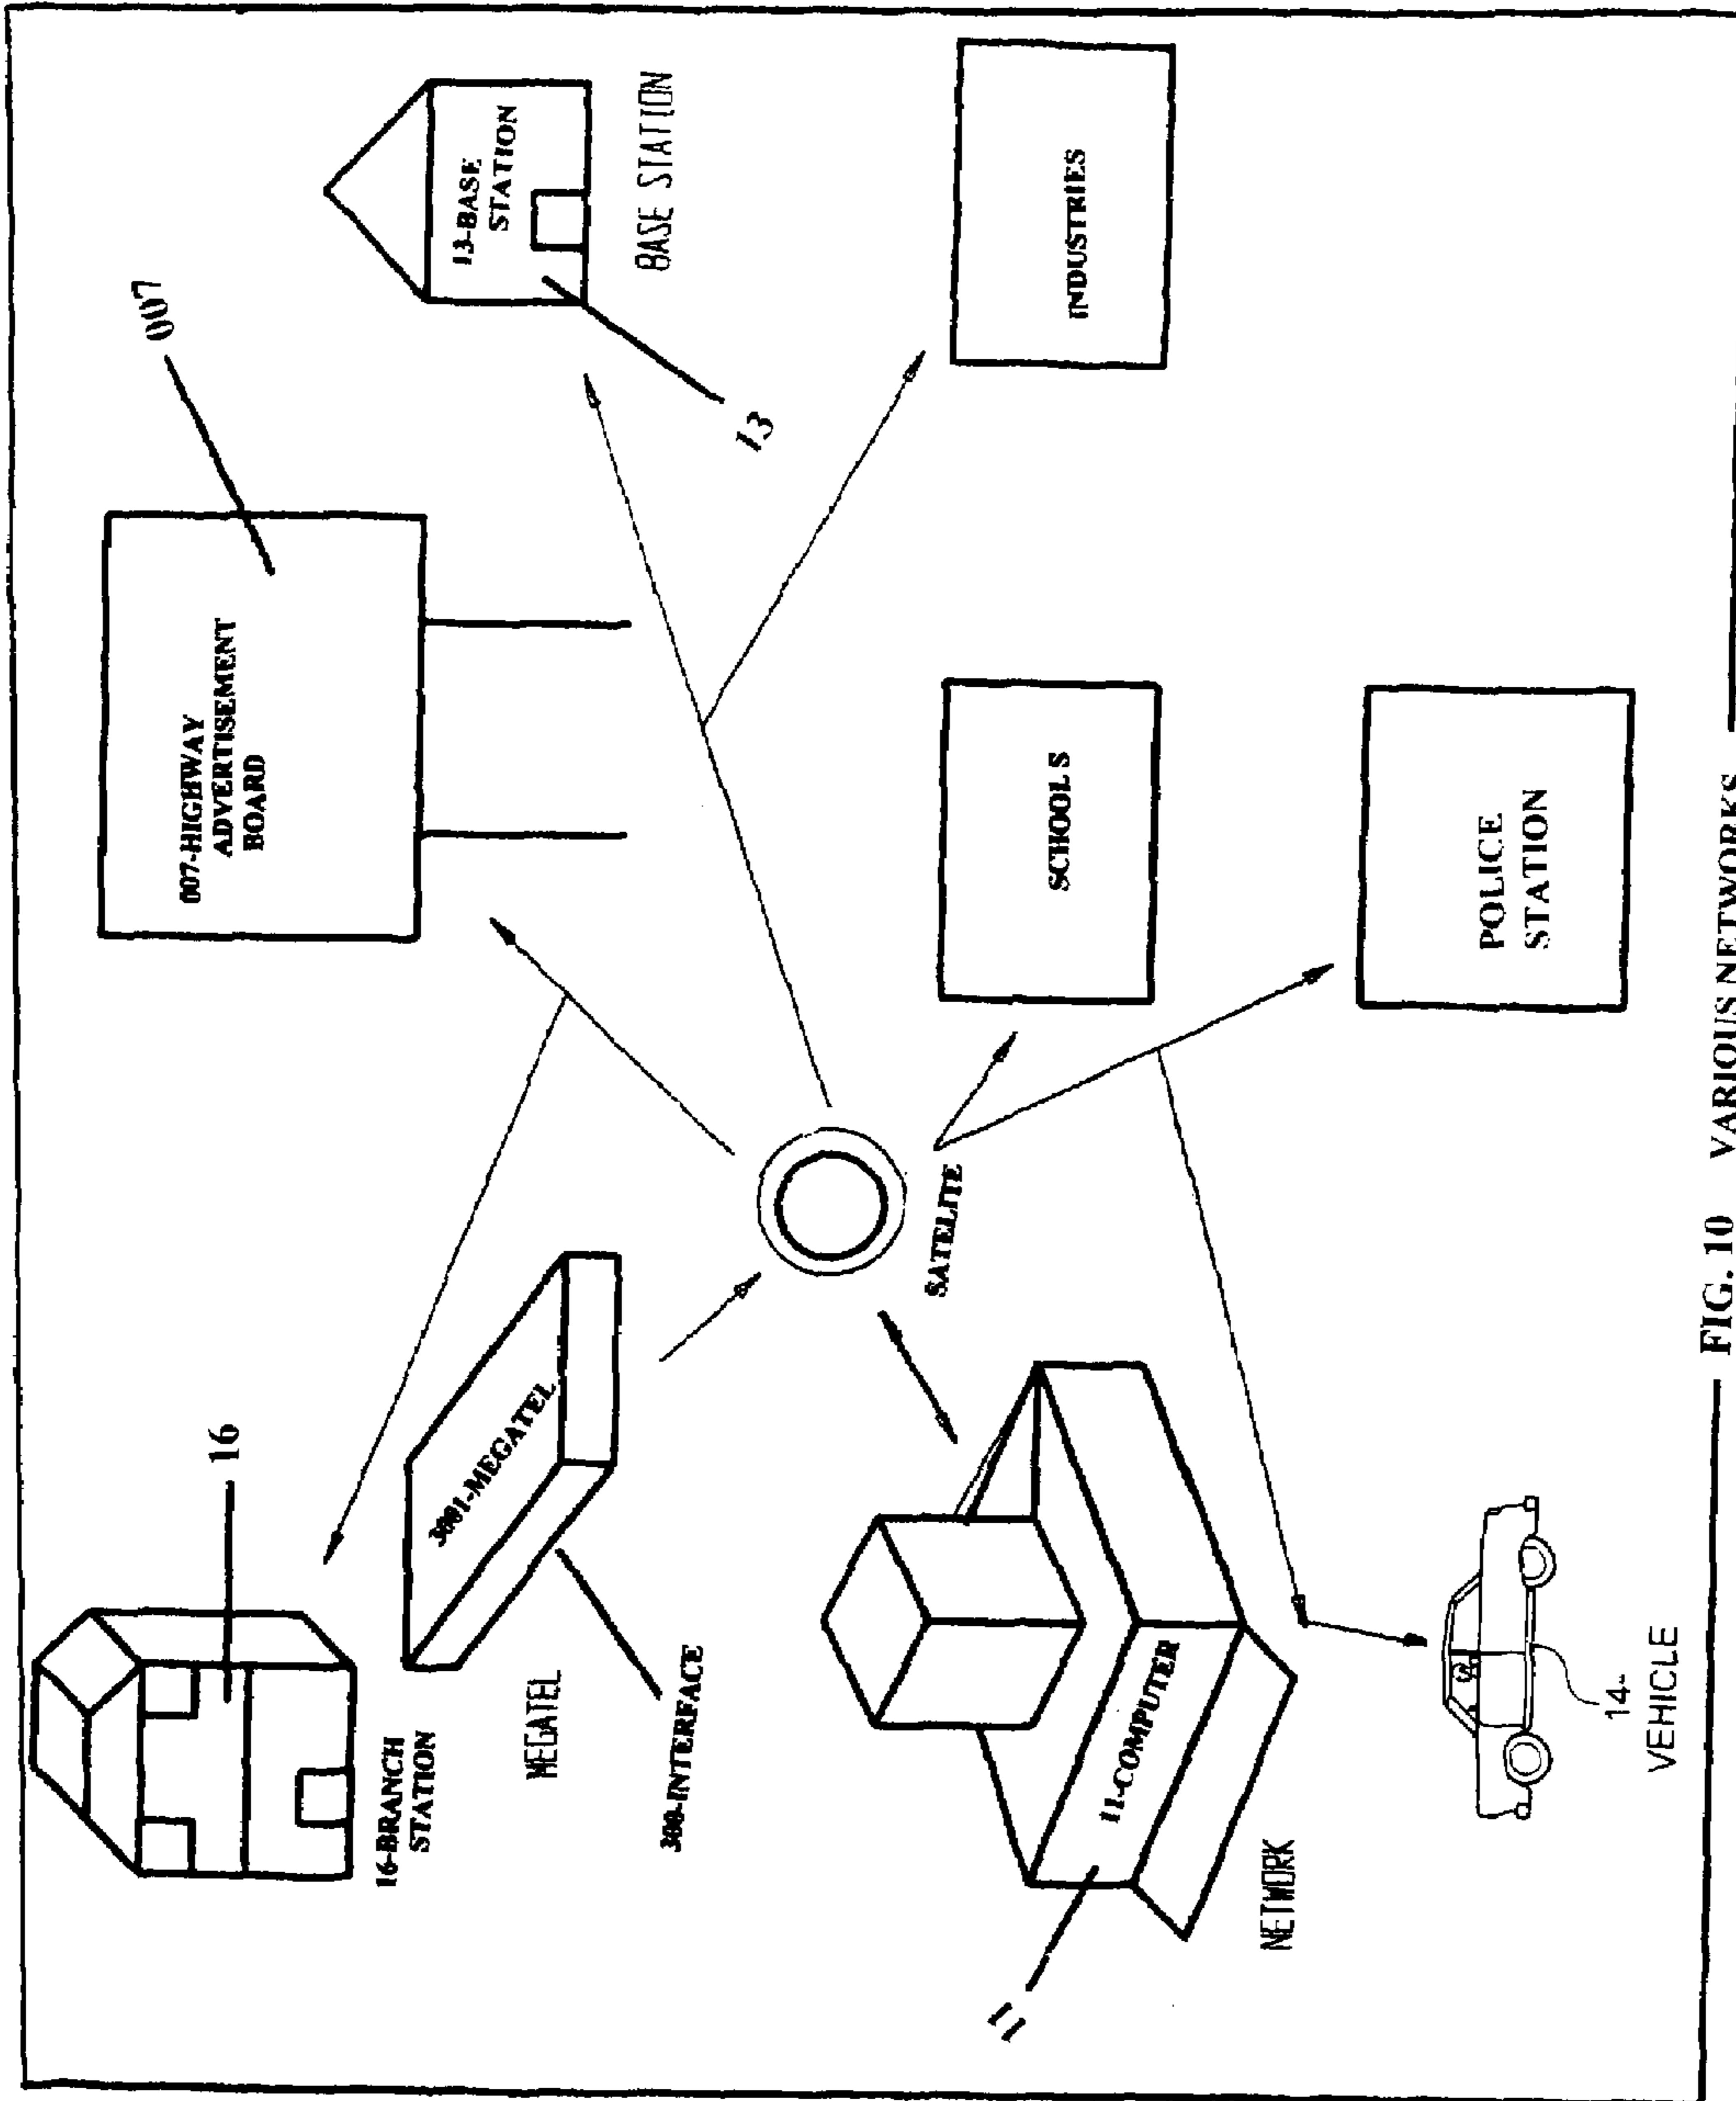 16
16-BRANCH
STATION
3001-MEGATEL
MEGATEL
300-INTERFACE
007-HIGHWAY
ADVERTISEMENT
BOARD
007
13-BASE
STATION
BASE STATION
13
INDUSTRIES
SATELITE
SCHOOLS
POLICE
STATION
11-COMPUTER
11
NETWORK
14-
VEHICLE
FIG. 10 VARIOUS NETWORKS